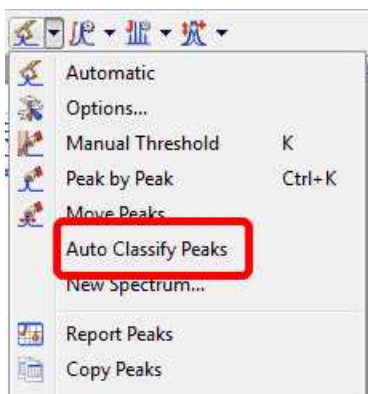 Automatic
Options...
Manual Threshold K
Peak by Peak Ctrl+K
Move Peaks
Auto Classify Peaks
New Spectrum...
Report Peaks
Copy Peaks